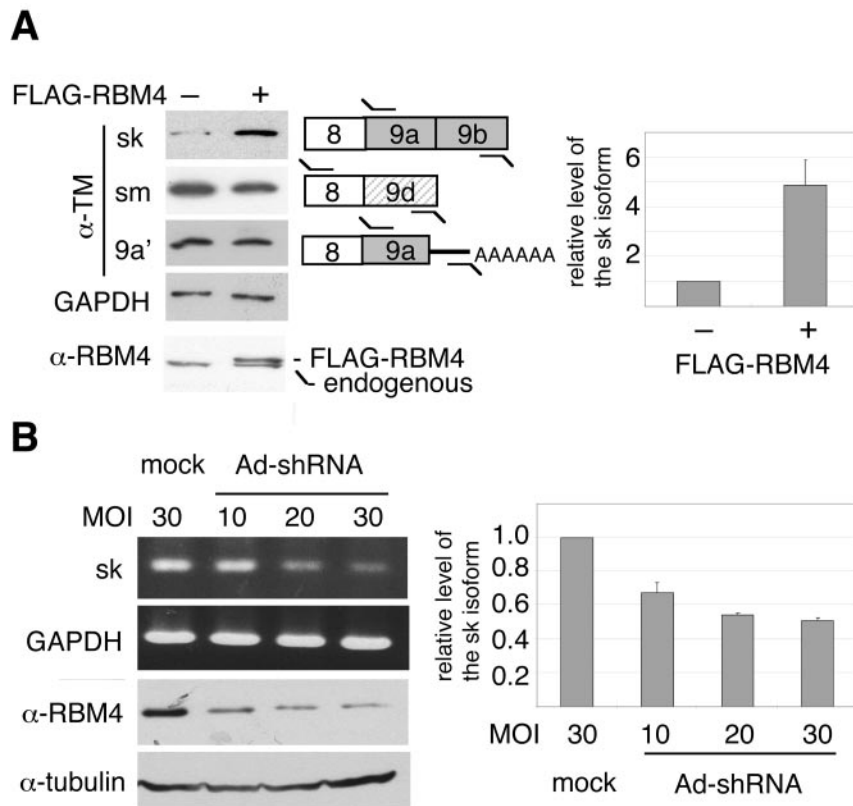 A
FLAG-RBM4 – +
α-TM
sk
8 9a 9b
sm
8 9d
9a'
8 9a AAAAAA
GAPDH
α-RBM4
- FLAG-RBM4
endogenous
relative level of
the sk isoform
6
4
2
– +
FLAG-RBM4
B
mock Ad-shRNA
MOI 30 10 20 30
sk
GAPDH
α-RBM4
α-tubulin
relative level of
the sk isoform
1.0
0.8
0.6
0.4
0.2
MOI 30 10 20 30
mock Ad-shRNA